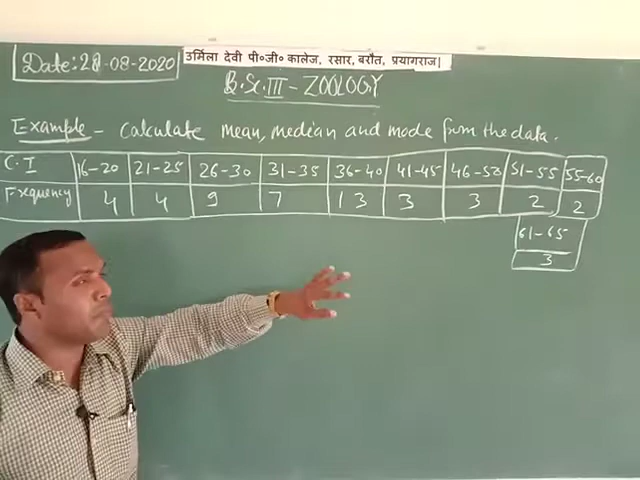 Date: 28-08-2020
उर्मिला देवी पी०जी० कालेज, रसार, बरौत, प्रयागराज।
B.Sc. III - ZOOLOGY
Example - Calculate mean, median and mode from the data.
C.I 16-20 21-25 26-30 31-35 36-40 41-45 46-50 51-55 55-60
Frequency 4 4 9 7 13 3 3 2 2
61-65
3